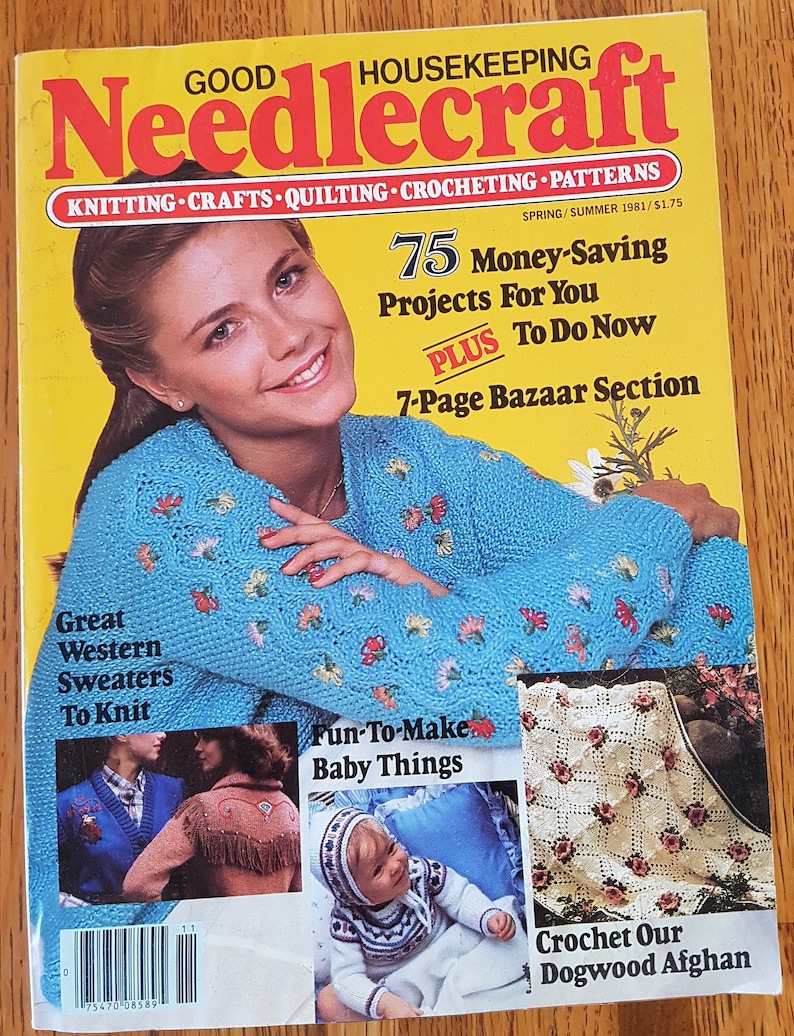 GOOD HOUSEKEEPING
Needlecraft
KNITTING • CRAFTS • QUILTING • CROCHETING • PATTERNS
SPRING/SUMMER 1981/$1.75
75 Money-Saving
Projects For You
PLUS To Do Now
7-Page Bazaar Section
Great
Western
Sweaters
To Knit
Fun-To-Make
Baby Things
Crochet Our
Dogwood Afghan
11
0 75470 08589